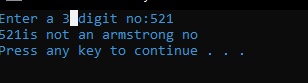 Enter a 3 digit no:521
521is not an armstrong no
Press any key to continue . . .